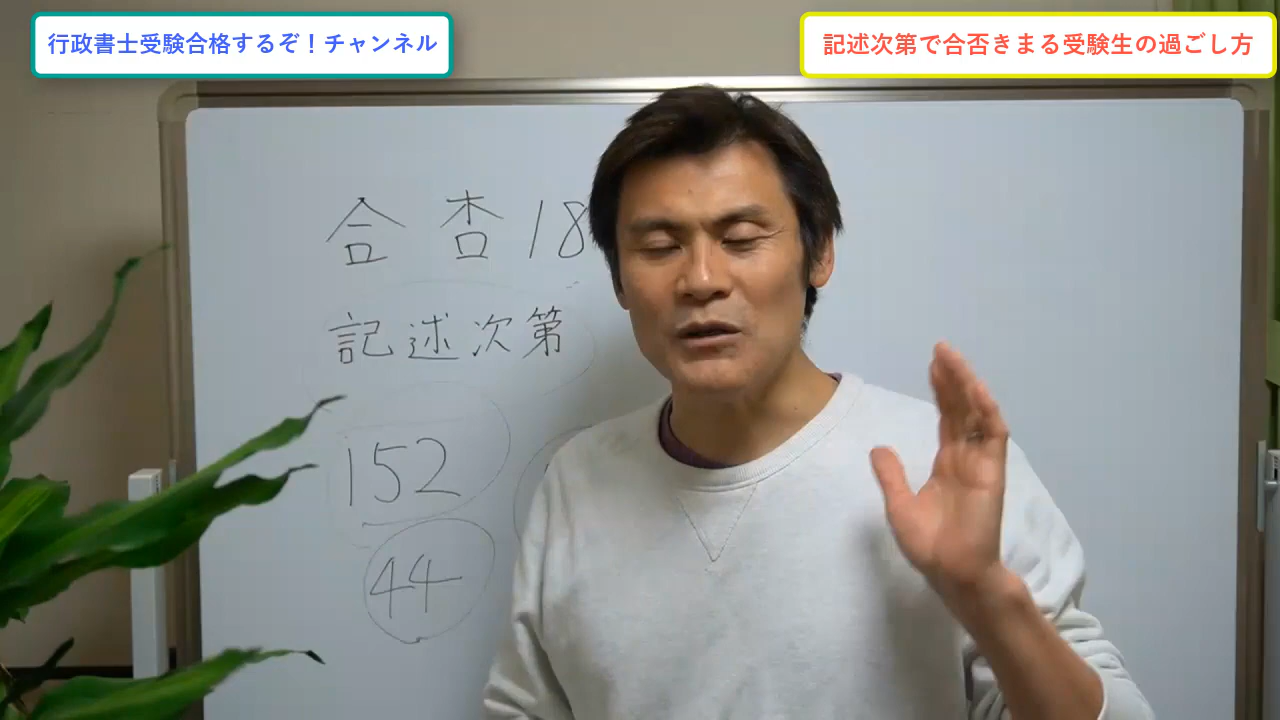 行政書士受験合格するぞ！チャンネル
記述次第で合否きまる受験生の過ごし方
合否18
記述次第
152
44